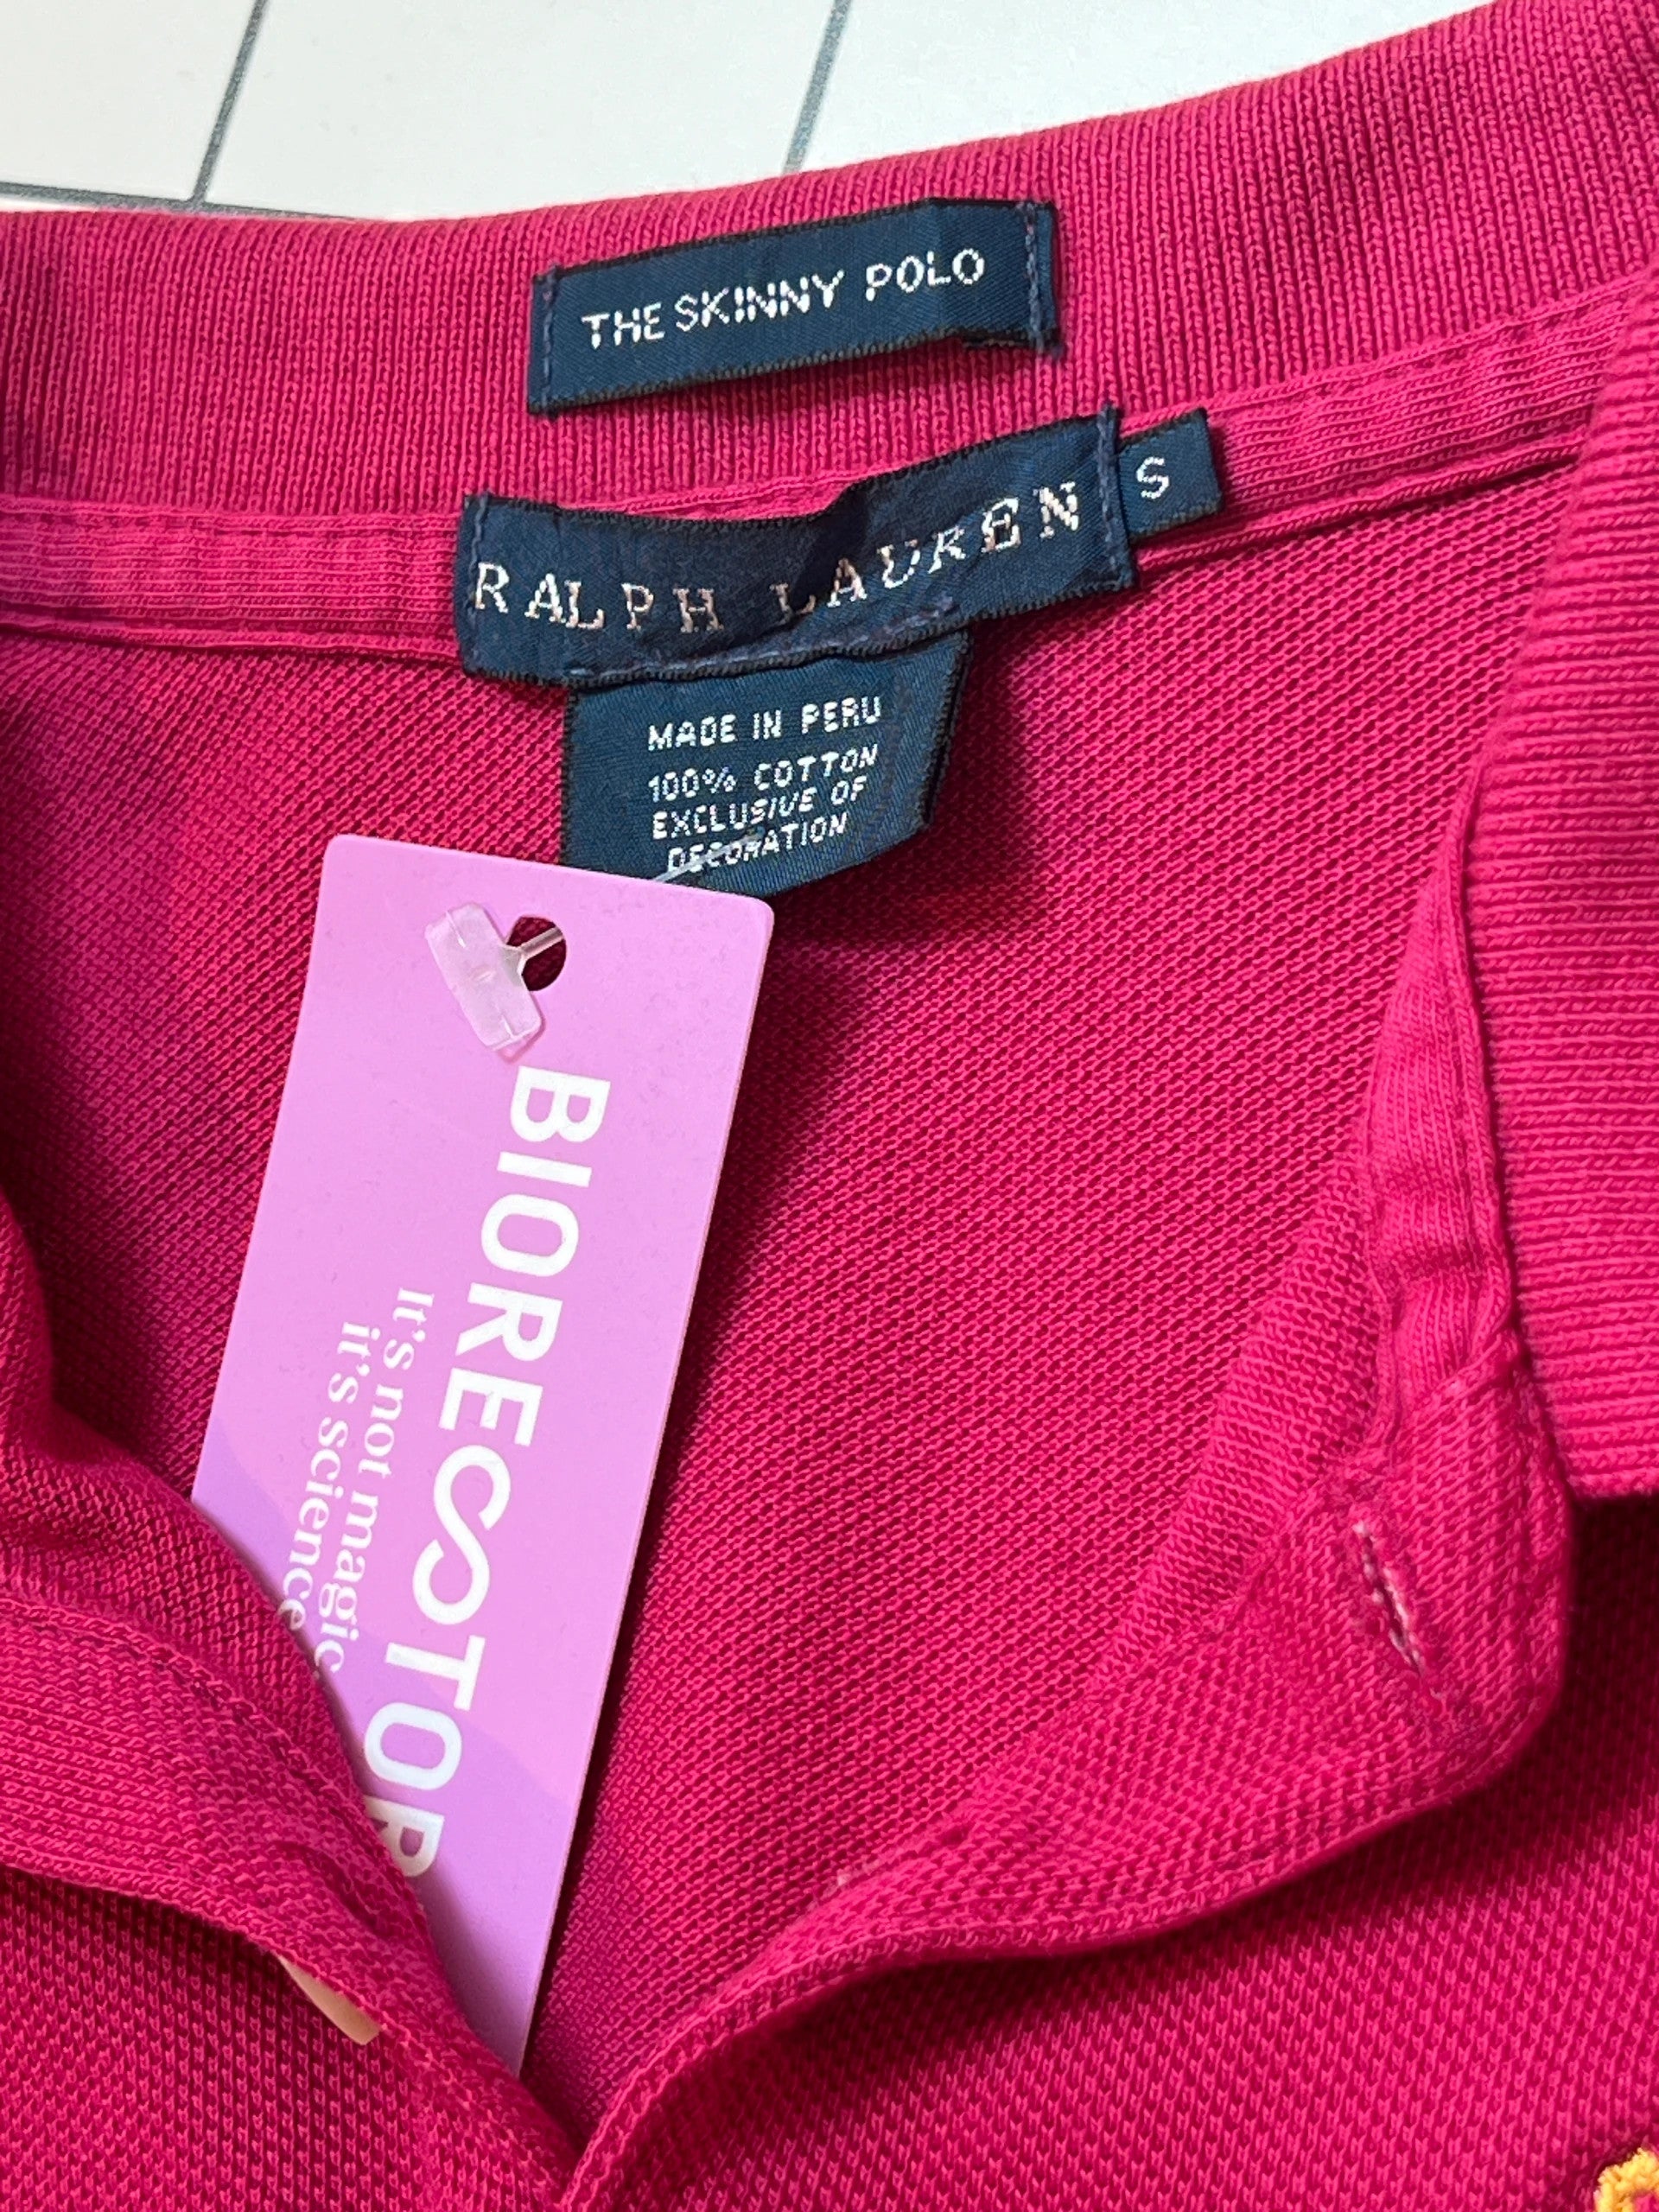 THE SKINNY POLO
RALPH LAUREN
S
MADE IN PERU
100% COTTON
EXCLUSIVE OF
DECORATION
BIORESTOR
It's not magic,
it's science